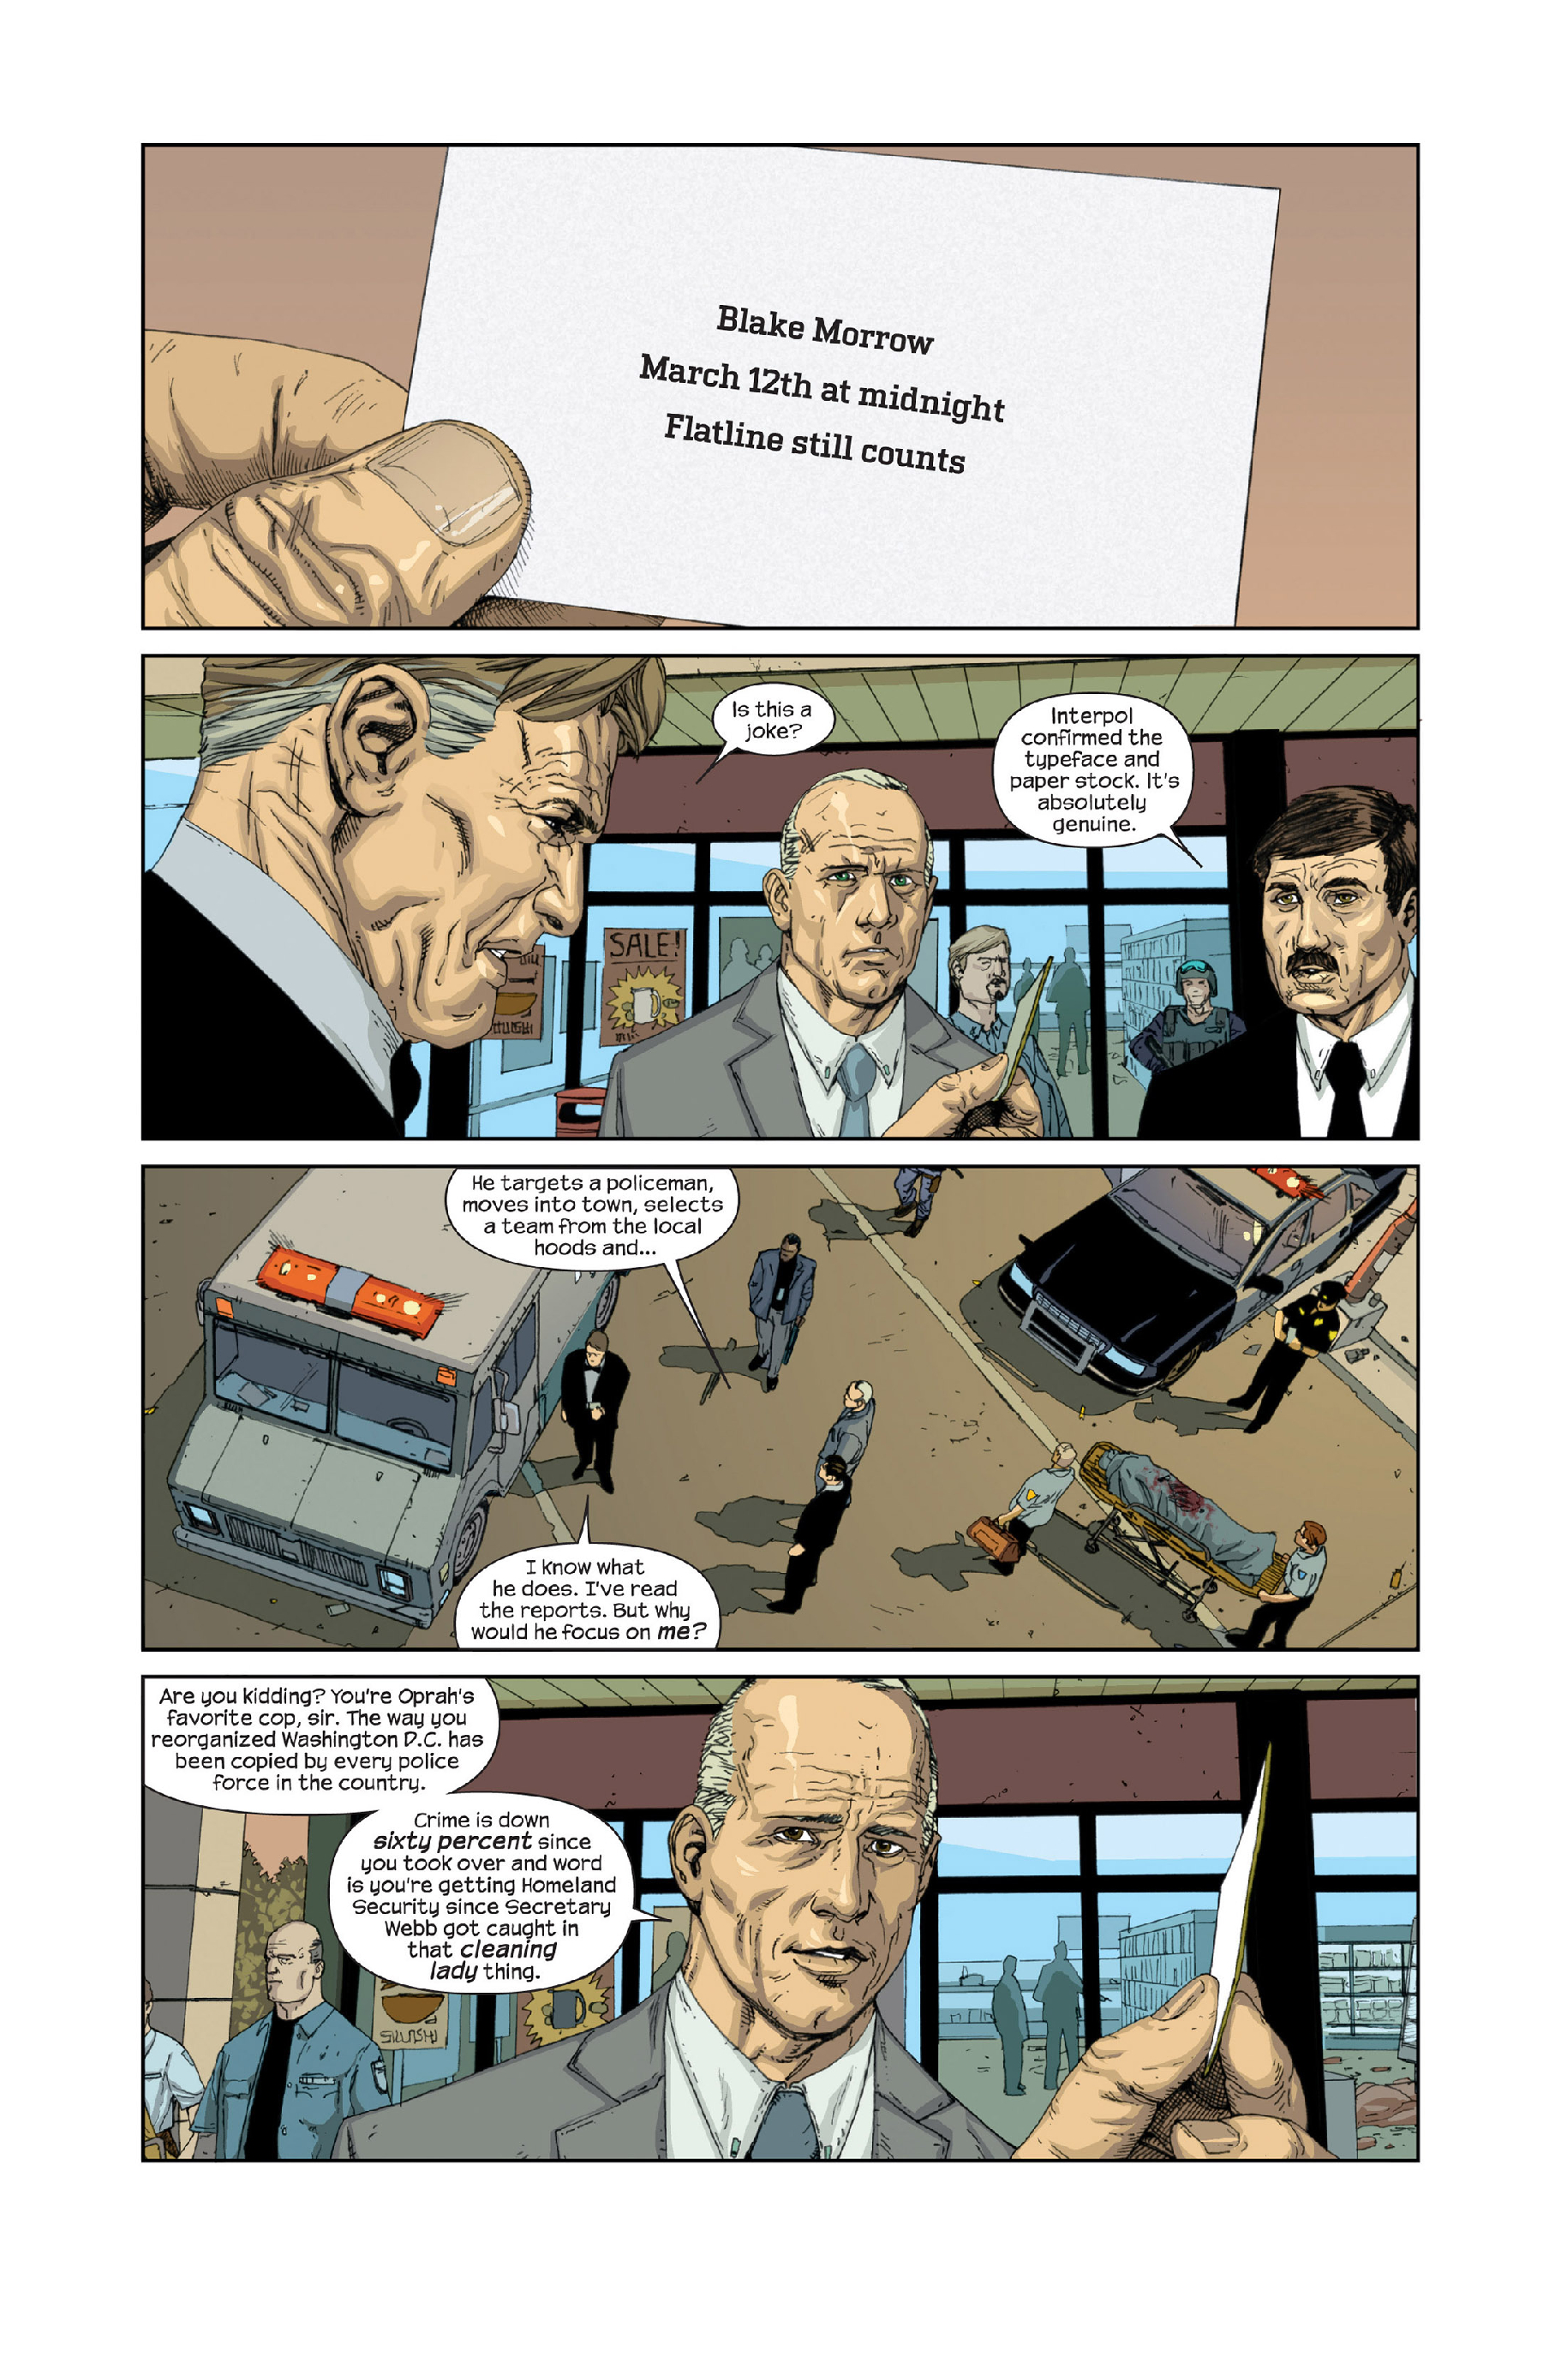 Blake Morrow
March 12th at midnight
Flatline still counts
Is this a
joke?
Interpol
confirmed the
typeface and
paper stock. It's
absolutely
genuine.
SALE!
He targets a policeman,
moves into town, selects
a team from the local
hoods and...
I know what
he does. I've read
the reports. But why
would he focus on me?
Are you kidding? You're Oprah's
favorite cop, sir. The way you
reorganized Washington D.C. has
been copied by every police
force in the country.
Crime is down
sixty percent since
you took over and word
is you're getting Homeland
Security since Secretary
Webb got caught in
that cleaning
lady thing.